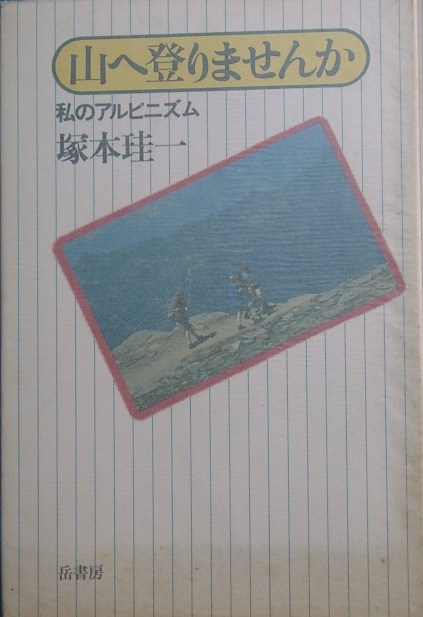 山へ登りませんか
私のアルピニズム
塚本珪一
岳書房